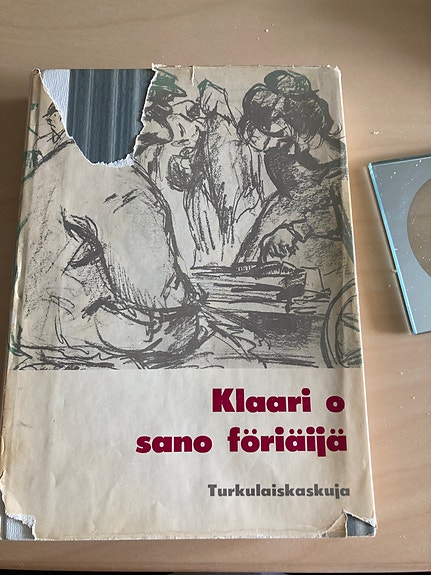 Klaari o
sano föriäijä
Turkulaiskaskuja